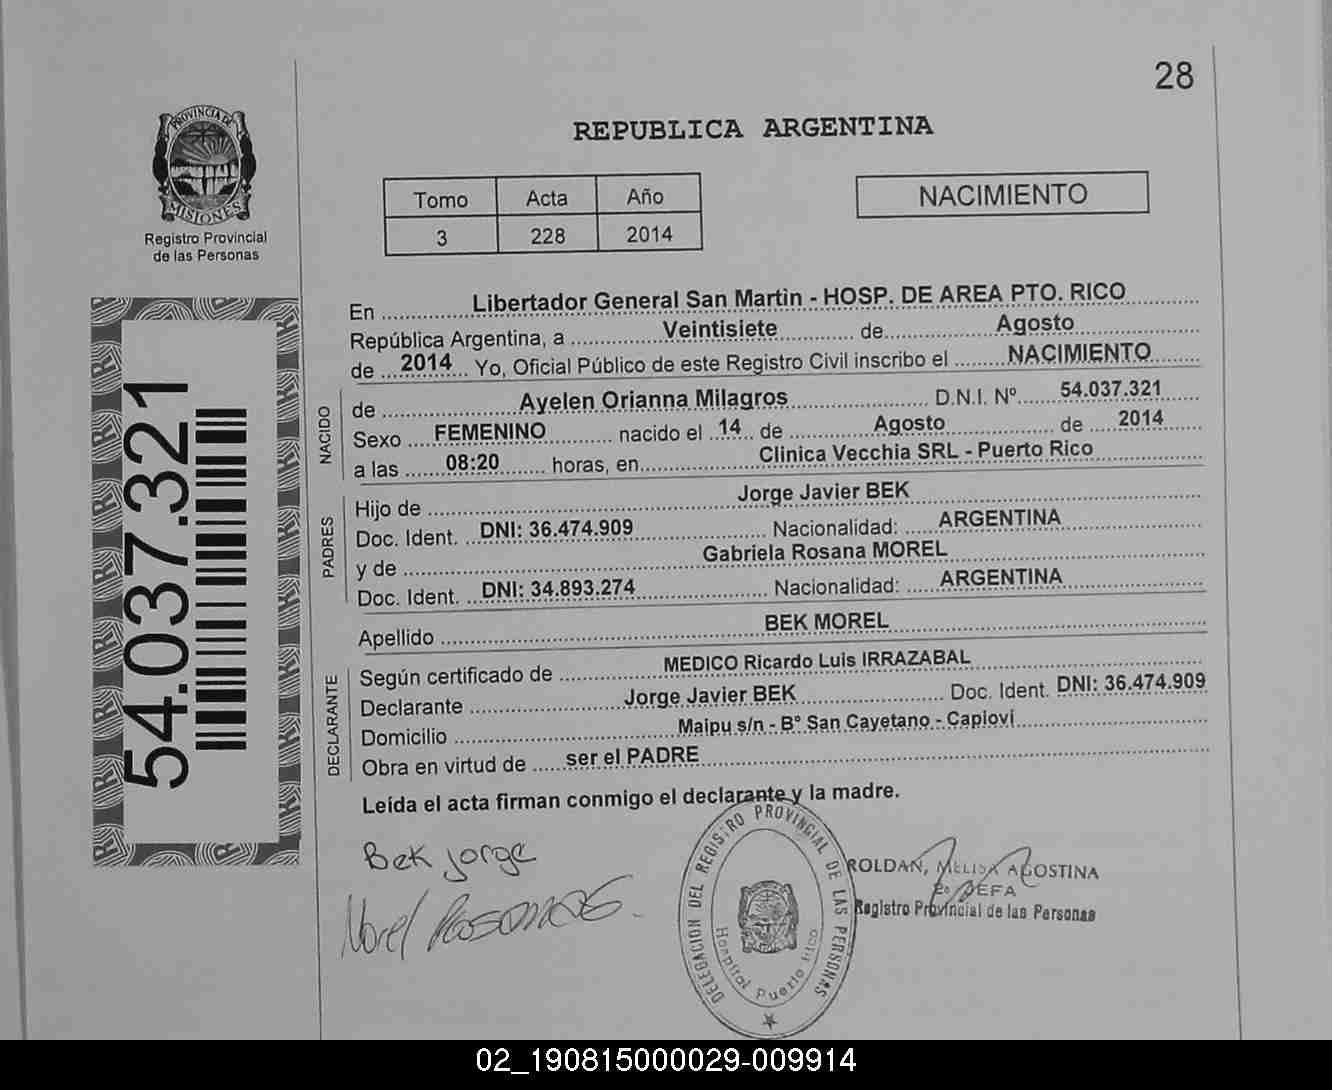 28
REPUBLICA ARGENTINA
PROVINCIA DE
MISIONES
Registro Provincial
de las Personas
Tomo Acta Año
3 228 2014
NACIMIENTO
54.037.321
En Libertador General San Martin - HOSP. DE AREA PTO. RICO
República Argentina, a Veintisiete de Agosto
de 2014 Yo, Oficial Público de este Registro Civil inscribo el NACIMIENTO
NACIDO
de Ayelen Orianna Milagros D.N.I. Nº 54.037.321
Sexo FEMENINO nacido el 14 de Agosto de 2014
a las 08:20 horas, en Clinica Vecchia SRL - Puerto Rico
PADRES
Hijo de Jorge Javier BEK
Doc. Ident. DNI: 36.474.909 Nacionalidad: ARGENTINA
y de Gabriela Rosana MOREL
Doc. Ident. DNI: 34.893.274 Nacionalidad: ARGENTINA
Apellido BEK MOREL
DECLARANTE
Según certificado de MEDICO Ricardo Luis IRRAZABAL
Declarante Jorge Javier BEK Doc. Ident. DNI: 36.474.909
Domicilio Maipu s/n - B° San Cayetano - Capiovi
Obra en virtud de ser el PADRE
Leída el acta firman conmigo el declarante y la madre.
Bek Jorge
Morel
DELEGACION DEL REGISTRO PROVINCIAL DE LAS PERSONAS
Hospital Puerto Rico
ROLDAN, MELISA AGOSTINA
2º JEFA
Registro Provincial de las Personas
02_190815000029-009914